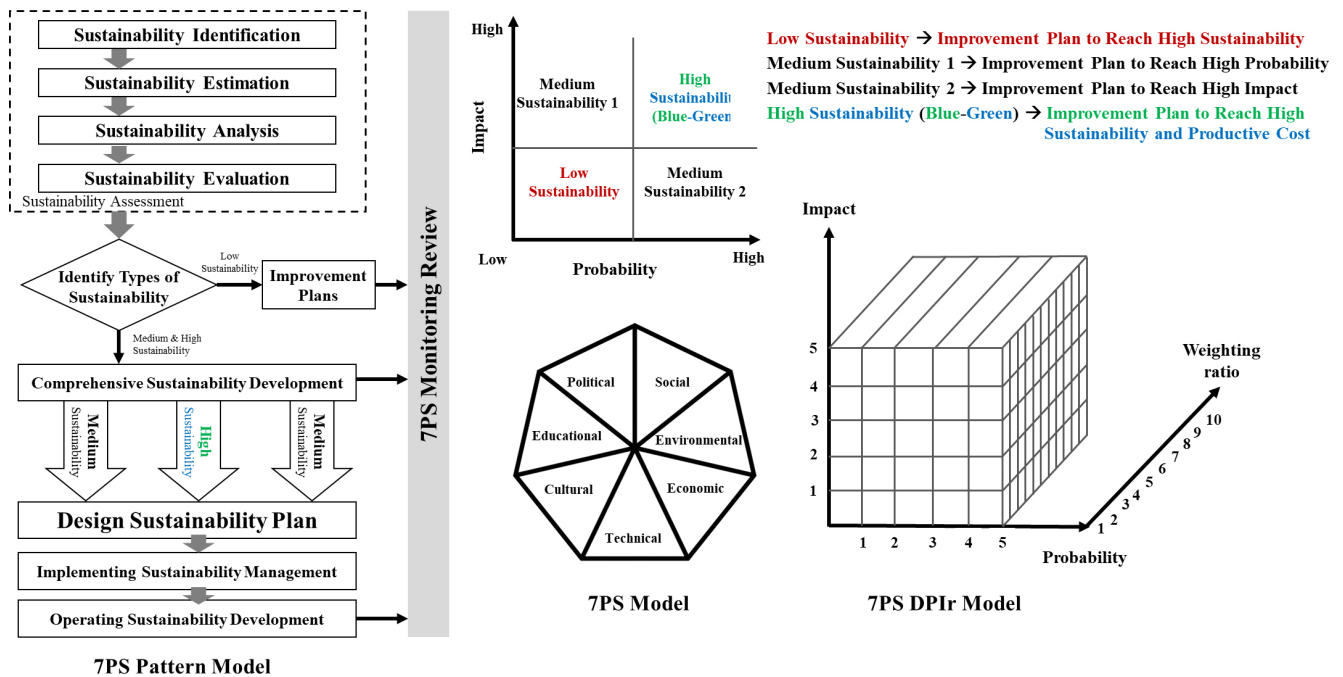 Sustainability Identification
Sustainability Estimation
Sustainability Analysis
Sustainability Evaluation
Sustainability Assessment
Identify Types of
Sustainability
Low
Sustainability
Improvement
Plans
Medium & High
Sustainability
Comprehensive Sustainability Development
Medium
Sustainability
High
Sustainability
Medium
Sustainability
Design Sustainability Plan
Implementing Sustainability Management
Operating Sustainability Development
7PS Pattern Model
7PS Monitoring Review
High
Impact
Medium
Sustainability 1
High
Sustainabilit
(Blue-Green
Low
Sustainability
Medium
Sustainability 2
Low
Probability
High
Low Sustainability → Improvement Plan to Reach High Sustainability
Medium Sustainability 1 → Improvement Plan to Reach High Probability
Medium Sustainability 2 → Improvement Plan to Reach High Impact
High Sustainability (Blue-Green) → Improvement Plan to Reach High
Sustainability and Productive Cost
Political
Social
Educational
Environmental
Cultural
Economic
Technical
7PS Model
Impact
5
4
3
2
1
1 2 3 4 5
Probability
1 2 3 4 5 6 7 8 9 10
Weighting
ratio
7PS DPIr Model